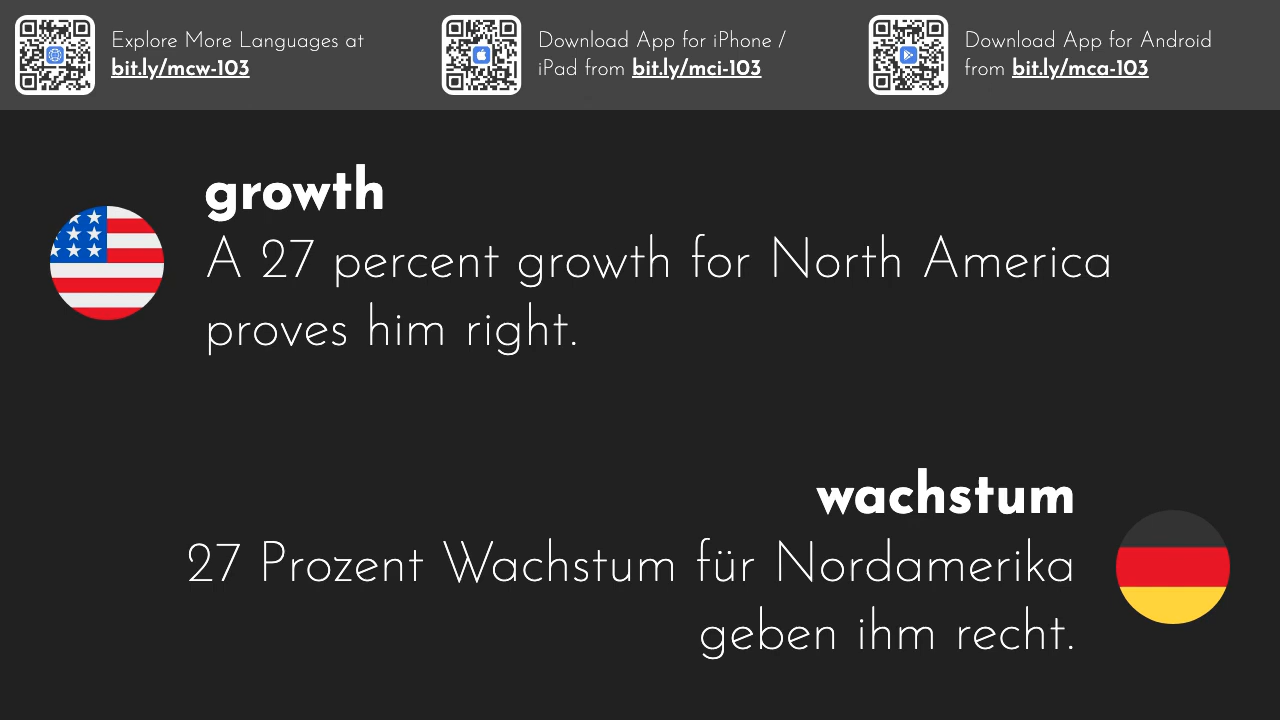 Explore More Languages at
bit.ly/mcw-103
Download App for iPhone /
iPad from bit.ly/mci-103
Download App for Android
from bit.ly/mca-103
growth
A 27 percent growth for North America
proves him right.
wachstum
27 Prozent Wachstum für Nordamerika
geben ihm recht.